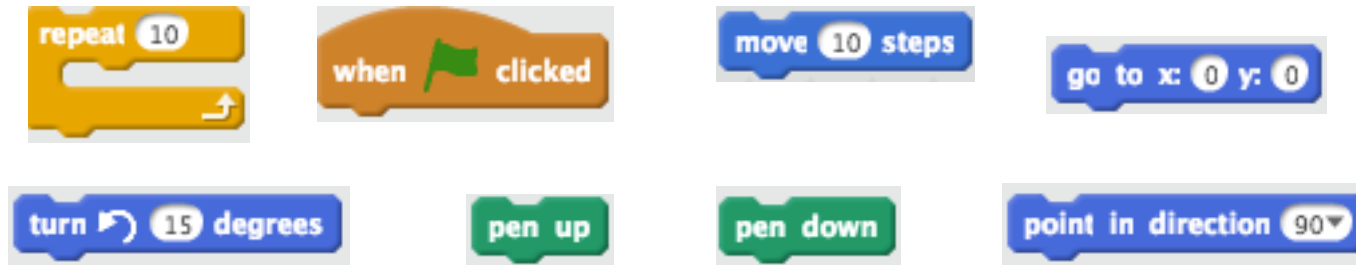 repeat 10
when clicked
move 10 steps
go to x: 0 y: 0
turn 15 degrees
pen up
pen down
point in direction 90